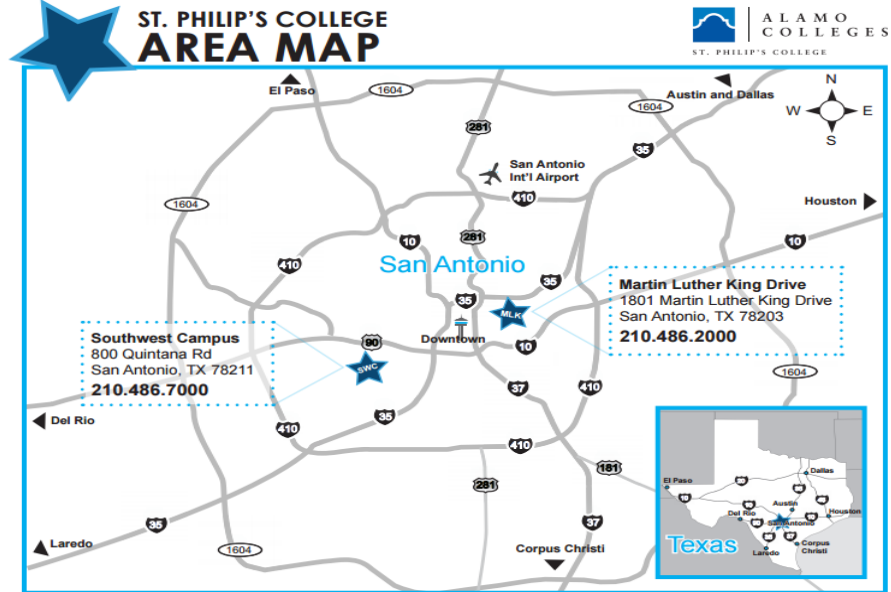 ST. PHILIP'S COLLEGE
AREA MAP
ALAMO
COLLEGES
ST. PHILIP'S COLLEGE
El Paso
1604
Austin and Dallas
1604
N
W E
S
281
35
San Antonio
Int'l Airport
410
1604
Houston
10
281
10
410
San Antonio
35
35
MLK
Martin Luther King Drive
1801 Martin Luther King Drive
San Antonio, TX 78203
210.486.2000
Southwest Campus
800 Quintana Rd
San Antonio, TX 78211
210.486.7000
90
Downtown
10
SWC
37
410
1604
Del Rio
35
410
410
181
281
35
37
Laredo
1604
Corpus Christi
Dallas
El Paso
10
Austin
Del Rio
Houston
San Antonio
Texas
Laredo
Corpus
Christi